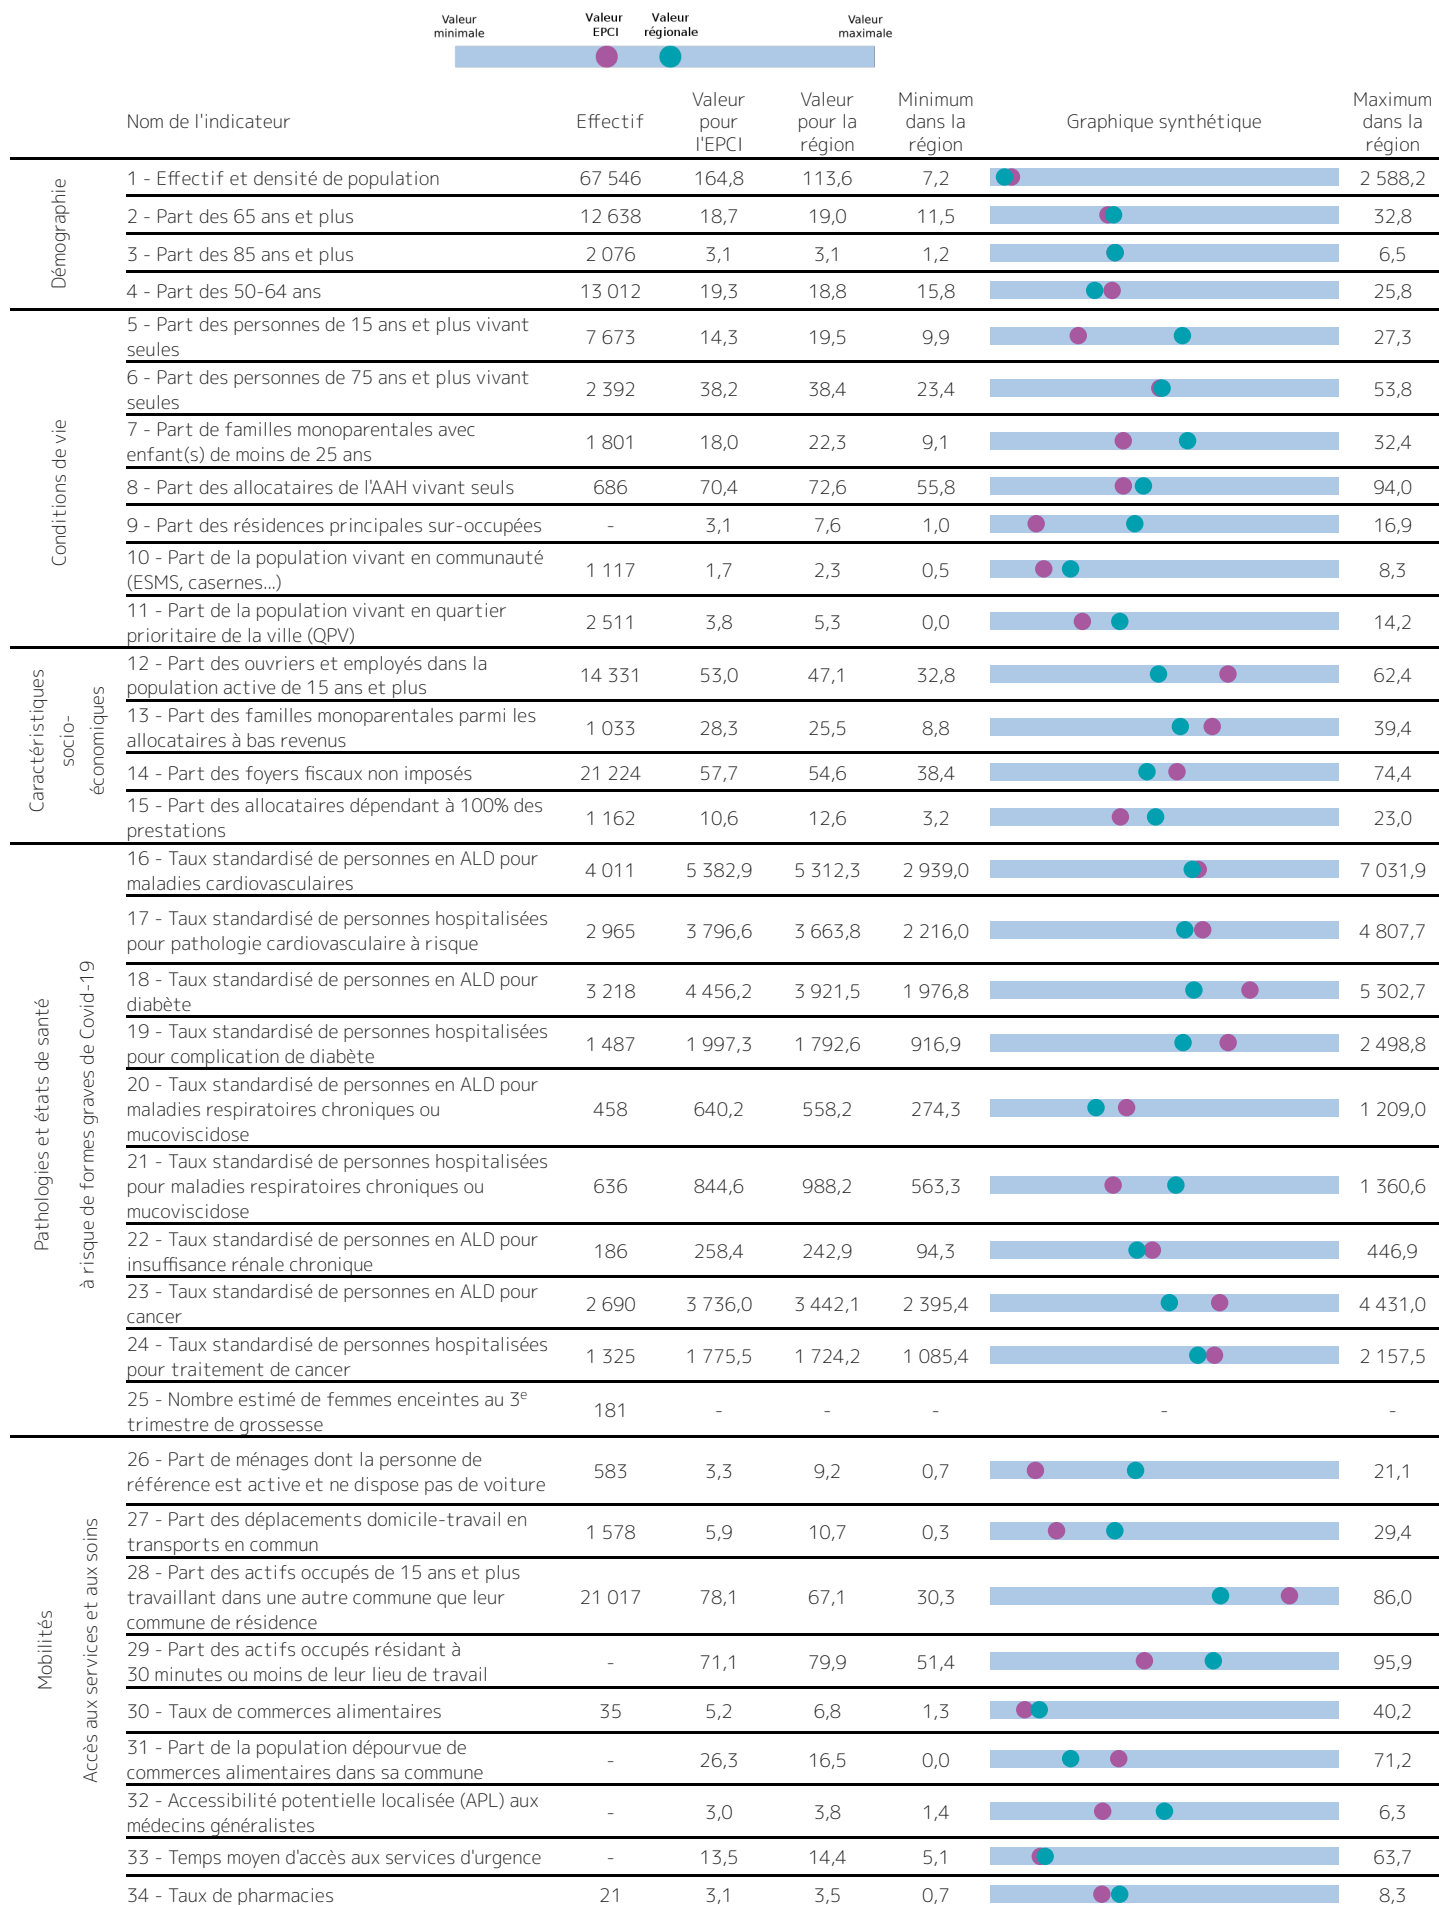 Valeur minimale
Valeur EPCI
Valeur régionale
Valeur maximale
Nom de l'indicateur Effectif Valeur pour l'EPCI Valeur pour la région Minimum dans la région Graphique synthétique Maximum dans la région
Démographie
1 - Effectif et densité de population 67 546 164,8 113,6 7,2 2 588,2
2 - Part des 65 ans et plus 12 638 18,7 19,0 11,5 32,8
3 - Part des 85 ans et plus 2 076 3,1 3,1 1,2 6,5
4 - Part des 50-64 ans 13 012 19,3 18,8 15,8 25,8
Conditions de vie
5 - Part des personnes de 15 ans et plus vivant
seules 7 673 14,3 19,5 9,9 27,3
6 - Part des personnes de 75 ans et plus vivant
seules 2 392 38,2 38,4 23,4 53,8
7 - Part de familles monoparentales avec
enfant(s) de moins de 25 ans 1 801 18,0 22,3 9,1 32,4
8 - Part des allocataires de l'AAH vivant seuls 686 70,4 72,6 55,8 94,0
9 - Part des résidences principales sur-occupées - 3,1 7,6 1,0 16,9
10 - Part de la population vivant en communauté
(ESMS, casernes...) 1 117 1,7 2,3 0,5 8,3
11 - Part de la population vivant en quartier
prioritaire de la ville (QPV) 2 511 3,8 5,3 0,0 14,2
Caractéristiques
socio-
économiques
12 - Part des ouvriers et employés dans la
population active de 15 ans et plus 14 331 53,0 47,1 32,8 62,4
13 - Part des familles monoparentales parmi les
allocataires à bas revenus 1 033 28,3 25,5 8,8 39,4
14 - Part des foyers fiscaux non imposés 21 224 57,7 54,6 38,4 74,4
15 - Part des allocataires dépendant à 100% des
prestations 1 162 10,6 12,6 3,2 23,0
Pathologies et états de santé
à risque de formes graves de Covid-19
16 - Taux standardisé de personnes en ALD pour
maladies cardiovasculaires 4 011 5 382,9 5 312,3 2 939,0 7 031,9
17 - Taux standardisé de personnes hospitalisées
pour pathologie cardiovasculaire à risque 2 965 3 796,6 3 663,8 2 216,0 4 807,7
18 - Taux standardisé de personnes en ALD pour
diabète 3 218 4 456,2 3 921,5 1 976,8 5 302,7
19 - Taux standardisé de personnes hospitalisées
pour complication de diabète 1 487 1 997,3 1 792,6 916,9 2 498,8
20 - Taux standardisé de personnes en ALD pour
maladies respiratoires chroniques ou
mucoviscidose 458 640,2 558,2 274,3 1 209,0
21 - Taux standardisé de personnes hospitalisées
pour maladies respiratoires chroniques ou
mucoviscidose 636 844,6 988,2 563,3 1 360,6
22 - Taux standardisé de personnes en ALD pour
insuffisance rénale chronique 186 258,4 242,9 94,3 446,9
23 - Taux standardisé de personnes en ALD pour
cancer 2 690 3 736,0 3 442,1 2 395,4 4 431,0
24 - Taux standardisé de personnes hospitalisées
pour traitement de cancer 1 325 1 775,5 1 724,2 1 085,4 2 157,5
25 - Nombre estimé de femmes enceintes au 3e
trimestre de grossesse 181 - - - - -
Mobilités
Accès aux services et aux soins
26 - Part de ménages dont la personne de
référence est active et ne dispose pas de voiture 583 3,3 9,2 0,7 21,1
27 - Part des déplacements domicile-travail en
transports en commun 1 578 5,9 10,7 0,3 29,4
28 - Part des actifs occupés de 15 ans et plus
travaillant dans une autre commune que leur
commune de résidence 21 017 78,1 67,1 30,3 86,0
29 - Part des actifs occupés résidant à
30 minutes ou moins de leur lieu de travail - 71,1 79,9 51,4 95,9
30 - Taux de commerces alimentaires 35 5,2 6,8 1,3 40,2
31 - Part de la population dépourvue de
commerces alimentaires dans sa commune - 26,3 16,5 0,0 71,2
32 - Accessibilité potentielle localisée (APL) aux
médecins généralistes - 3,0 3,8 1,4 6,3
33 - Temps moyen d'accès aux services d'urgence - 13,5 14,4 5,1 63,7
34 - Taux de pharmacies 21 3,1 3,5 0,7 8,3